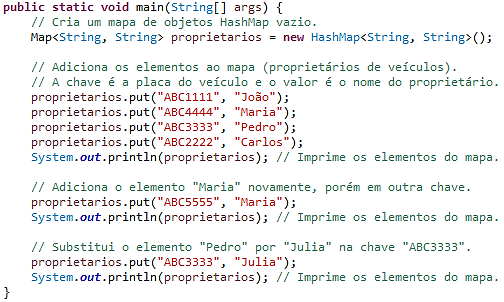 public static void main(String[] args) {
// Cria um mapa de objetos HashMap vazio.
Map<String, String> proprietarios = new HashMap<String, String>();
// Adiciona os elementos ao mapa (proprietários de veículos).
// A chave é a placa do veículo e o valor é o nome do proprietário.
proprietarios.put("ABC1111", "João");
proprietarios.put("ABC4444", "Maria");
proprietarios.put("ABC3333", "Pedro");
proprietarios.put("ABC2222", "Carlos");
System.out.println(proprietarios); // Imprime os elementos do mapa.
// Adiciona o elemento "Maria" novamente, porém em outra chave.
proprietarios.put("ABC5555", "Maria");
System.out.println(proprietarios); // Imprime os elementos do mapa.
// Substitui o elemento "Pedro" por "Julia" na chave "ABC3333".
proprietarios.put("ABC3333", "Julia");
System.out.println(proprietarios); // Imprime os elementos do mapa.
}